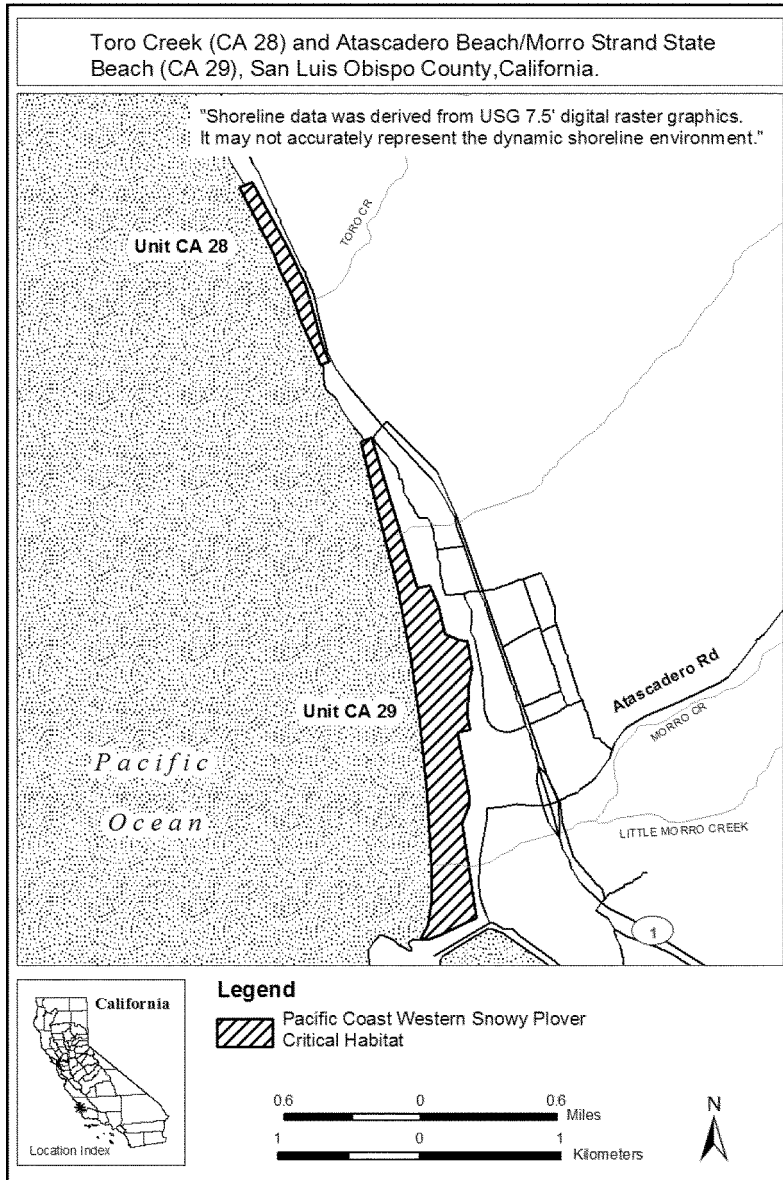 Toro Creek (CA 28) and Atascadero Beach/Morro Strand State
Beach (CA 29), San Luis Obispo County,California.
"Shoreline data was derived from USG 7.5' digital raster graphics.
It may not accurately represent the dynamic shoreline environment."
TORO CR
Unit CA 28
Atascadero Rd
Unit CA 29
MORRO CR
Pacific
Ocean
LITTLE MORRO CREEK
1
California
Location Index
Legend
Pacific Coast Western Snowy Plover
Critical Habitat
0.6 0 0.6
Miles
1 0 1
Kilometers
N